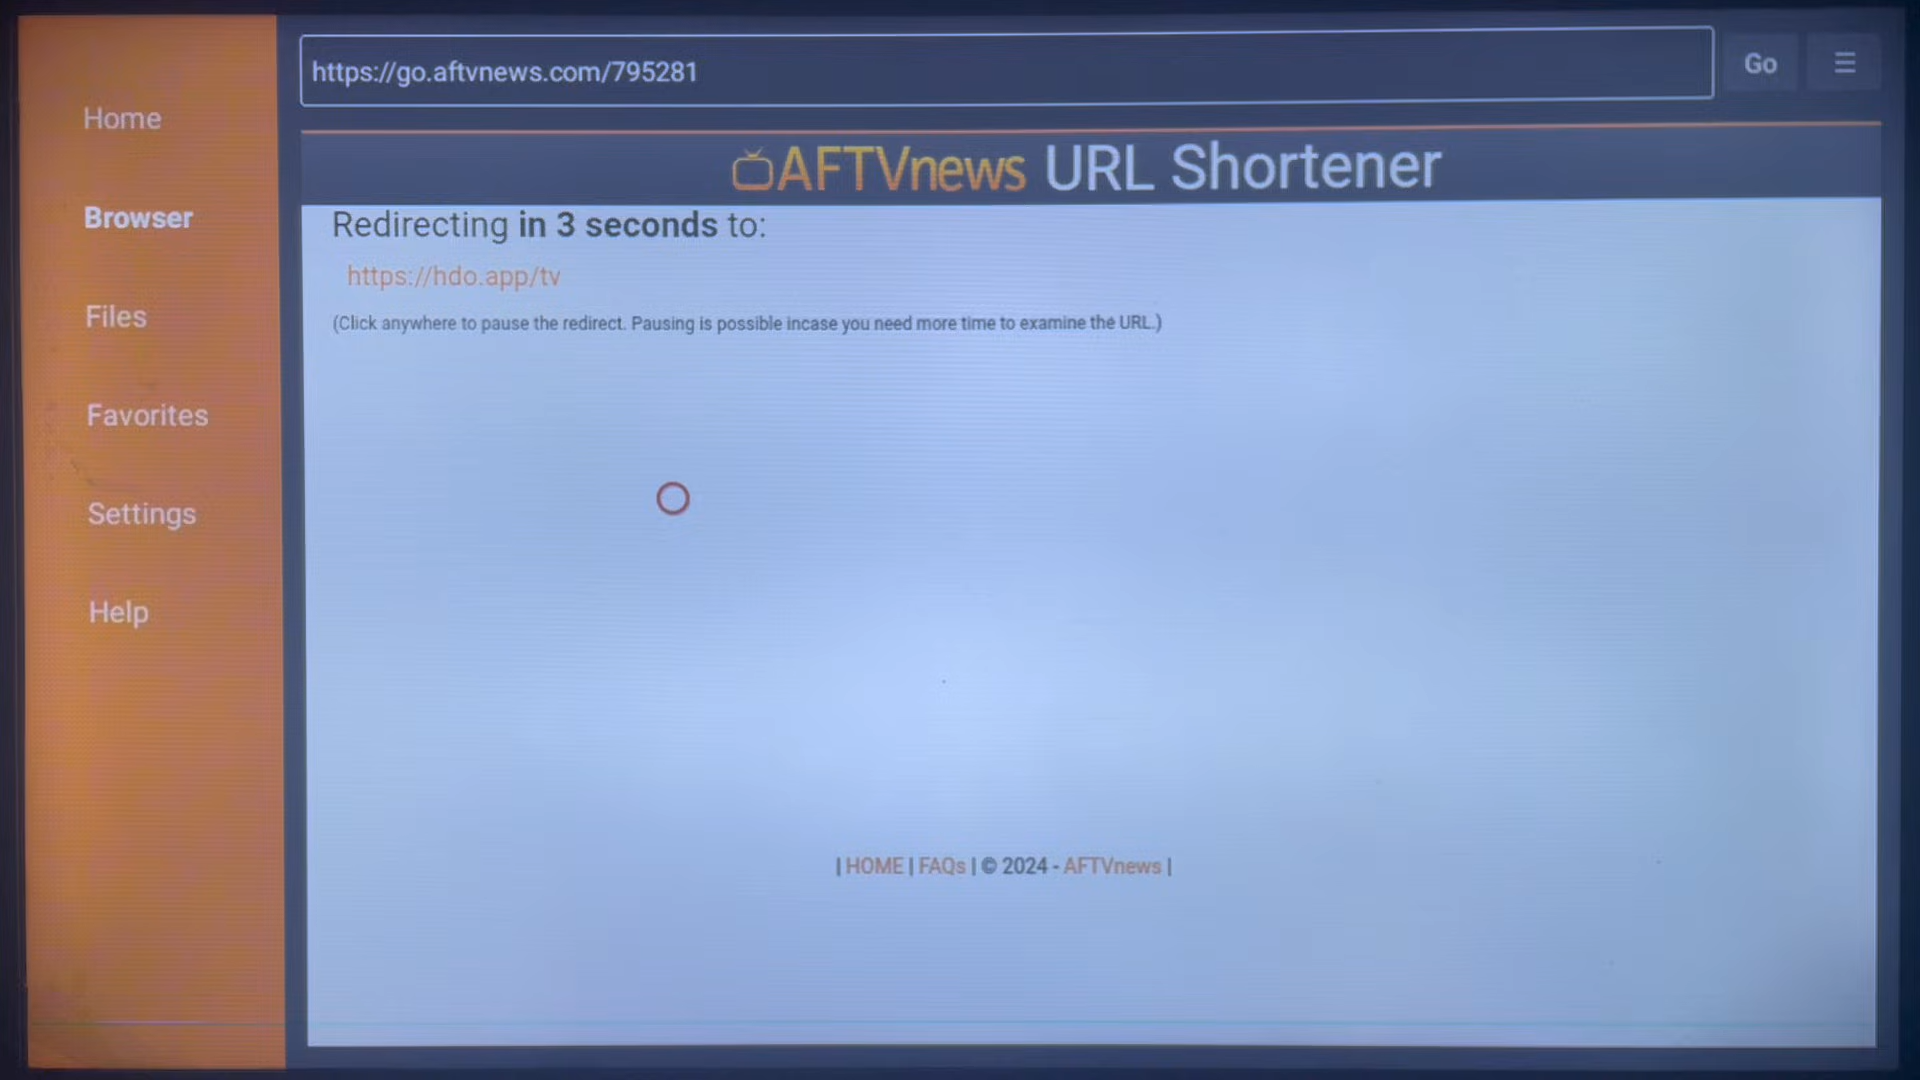 https://go.aftvnews.com/795281
Go
Home
Browser
Files
Favorites
Settings
Help
AFTVnews URL Shortener
Redirecting in 3 seconds to:
https://hdo.app/tv
(Click anywhere to pause the redirect. Pausing is possible incase you need more time to examine the URL.)
| HOME | FAQs | © 2024 - AFTVnews |